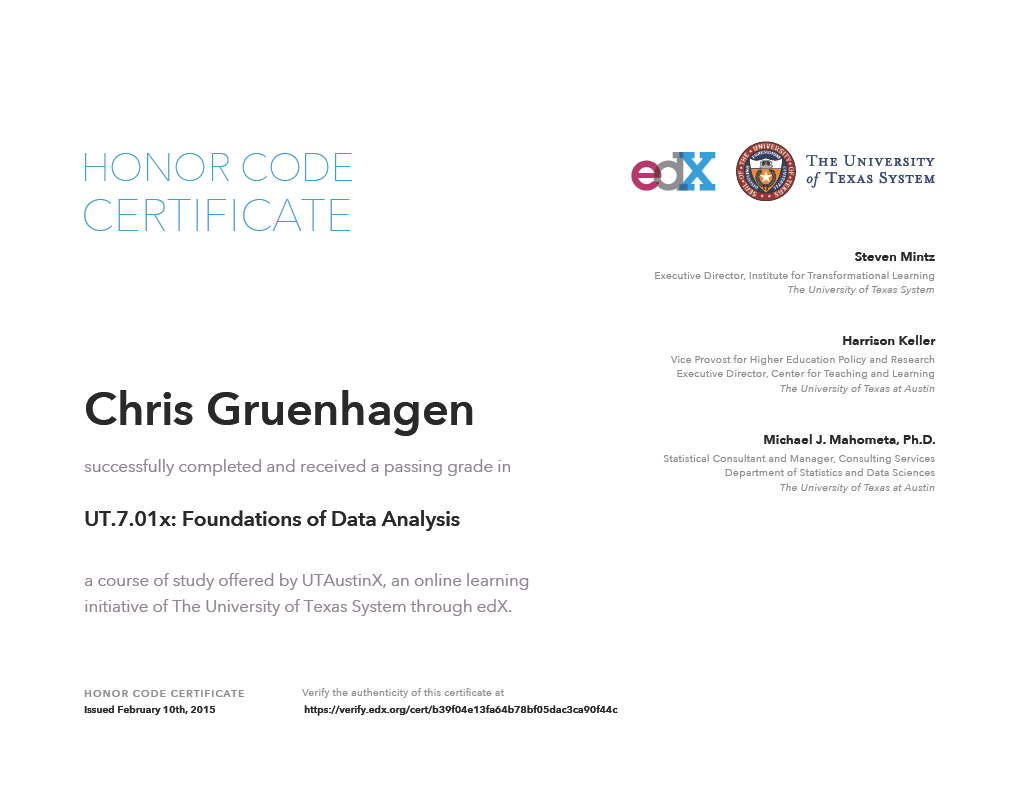 HONOR CODE
CERTIFICATE
edX
THE UNIVERSITY
of TEXAS SYSTEM
Steven Mintz
Executive Director, Institute for Transformational Learning
The University of Texas System
Harrison Keller
Vice Provost for Higher Education Policy and Research
Executive Director, Center for Teaching and Learning
The University of Texas at Austin
Michael J. Mahometa, Ph.D.
Statistical Consultant and Manager, Consulting Services
Department of Statistics and Data Sciences
The University of Texas at Austin
Chris Gruenhagen
successfully completed and received a passing grade in
UT.7.01x: Foundations of Data Analysis
a course of study offered by UTAustinX, an online learning
initiative of The University of Texas System through edX.
HONOR CODE CERTIFICATE
Issued February 10th, 2015
Verify the authenticity of this certificate at
https://verify.edx.org/cert/b39f04e13fa64b78bf05dac3ca90f44c